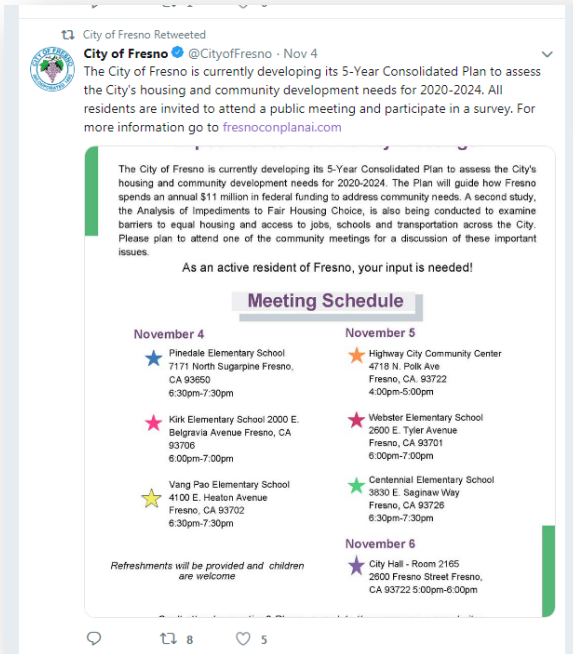 City of Fresno Retweeted
City of Fresno @CityofFresno · Nov 4
The City of Fresno is currently developing its 5-Year Consolidated Plan to assess
the City's housing and community development needs for 2020-2024. All
residents are invited to attend a public meeting and participate in a survey. For
more information go to fresnoconplanai.com
The City of Fresno is currently developing its 5-Year Consolidated Plan to assess the City's
housing and community development needs for 2020-2024. The Plan will guide how Fresno
spends an annual $11 million in federal funding to address community needs. A second study,
the Analysis of Impediments to Fair Housing Choice, is also being conducted to examine
barriers to equal housing and access to jobs, schools and transportation across the City.
Please plan to attend one of the community meetings for a discussion of these important
issues.
As an active resident of Fresno, your input is needed!
Meeting Schedule
November 4
Pinedale Elementary School
7171 North Sugarpine Fresno,
CA 93650
6:30pm-7:30pm
Kirk Elementary School 2000 E.
Belgravia Avenue Fresno, CA
93706
6:00pm-7:00pm
Vang Pao Elementary School
4100 E. Heaton Avenue
Fresno, CA 93702
6:30pm-7:30pm
Refreshments will be provided and children
are welcome
November 5
Highway City Community Center
4718 N. Polk Ave
Fresno, CA. 93722
4:00pm-5:00pm
Webster Elementary School
2600 E. Tyler Avenue
Fresno, CA 93701
6:00pm-7:00pm
Centennial Elementary School
3830 E. Saginaw Way
Fresno, CA 93726
6:30pm-7:30pm
November 6
City Hall - Room 2165
2600 Fresno Street Fresno,
CA 93722 5:00pm-6:00pm
8
5